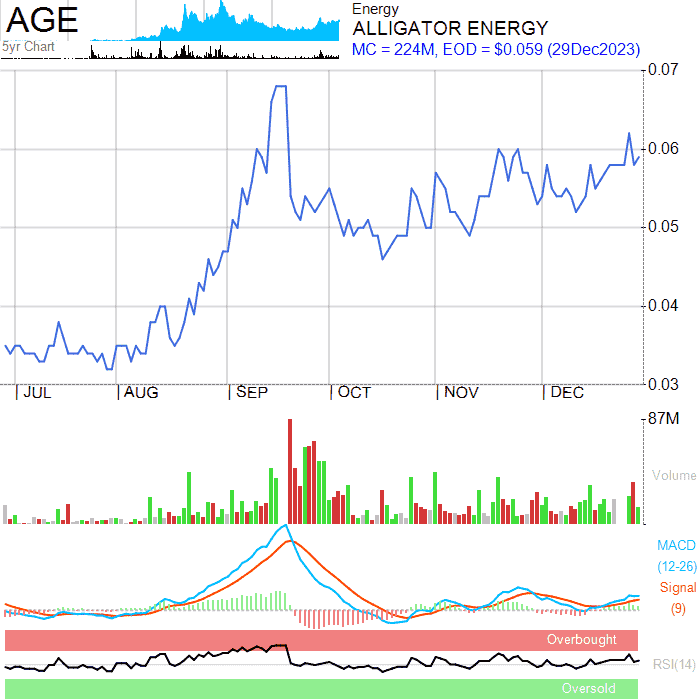 AGE
5yr Chart
Energy
ALLIGATOR ENERGY
MC = 224M, EOD = $0.059 (29Dec2023)
0.07
0.06
0.05
0.04
0.03
JUL AUG SEP OCT NOV DEC
87M
Volume
MACD
(12-26)
Signal
(9)
Overbought
RSI(14)
Oversold